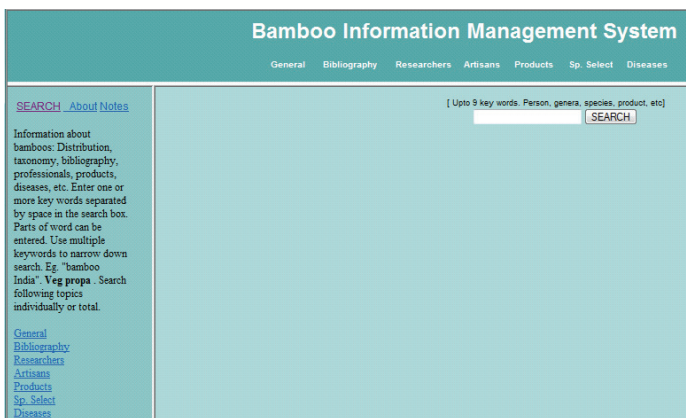 Bamboo Information Management System
General Bibliography Researchers Artisans Products Sp. Select Diseases
SEARCH About Notes
Information about
bamboos: Distribution,
taxonomy, bibliography,
professionals, products,
diseases, etc. Enter one or
more key words separated
by space in the search box.
Parts of word can be
entered. Use multiple
keywords to narrow down
search. Eg. "bamboo
India". Veg propa . Search
following topics
individually or total.
General
Bibliography
Researchers
Artisans
Products
Sp. Select
Diseases
[ Upto 9 key words. Person, genera, species, product, etc]
SEARCH